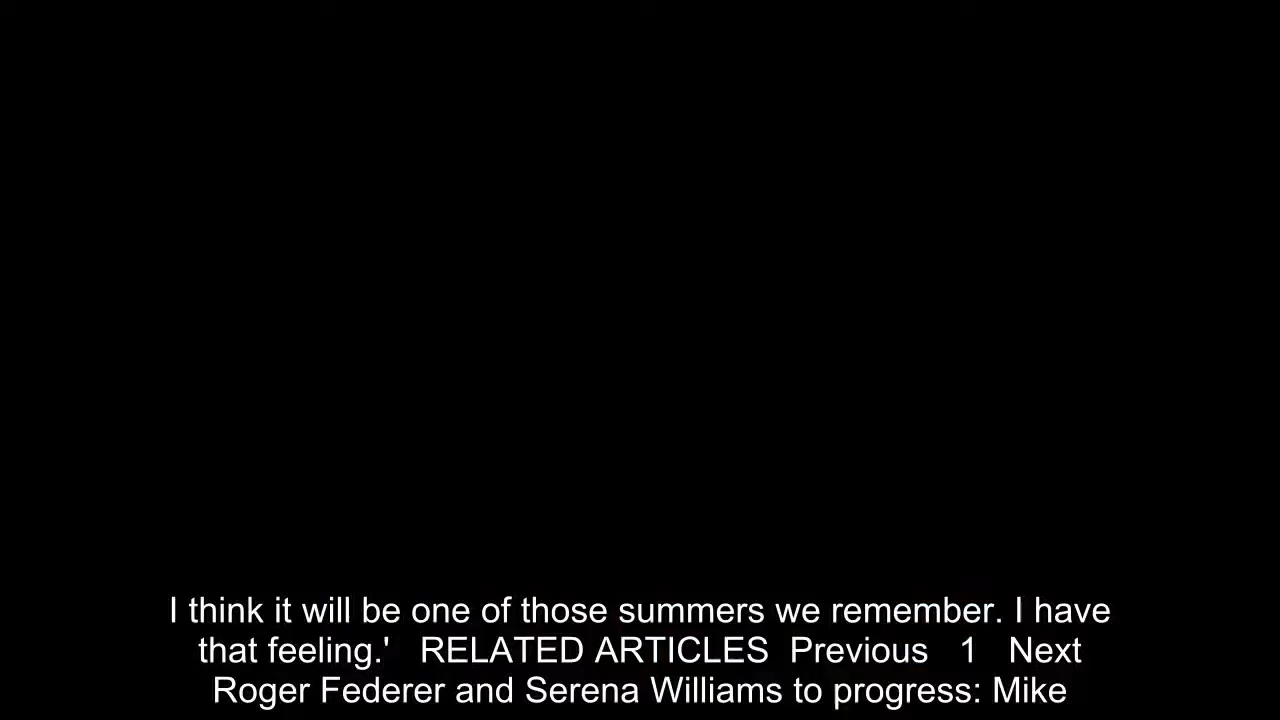 I think it will be one of those summers we remember. I have
that feeling.'   RELATED ARTICLES  Previous   1   Next
Roger Federer and Serena Williams to progress: Mike